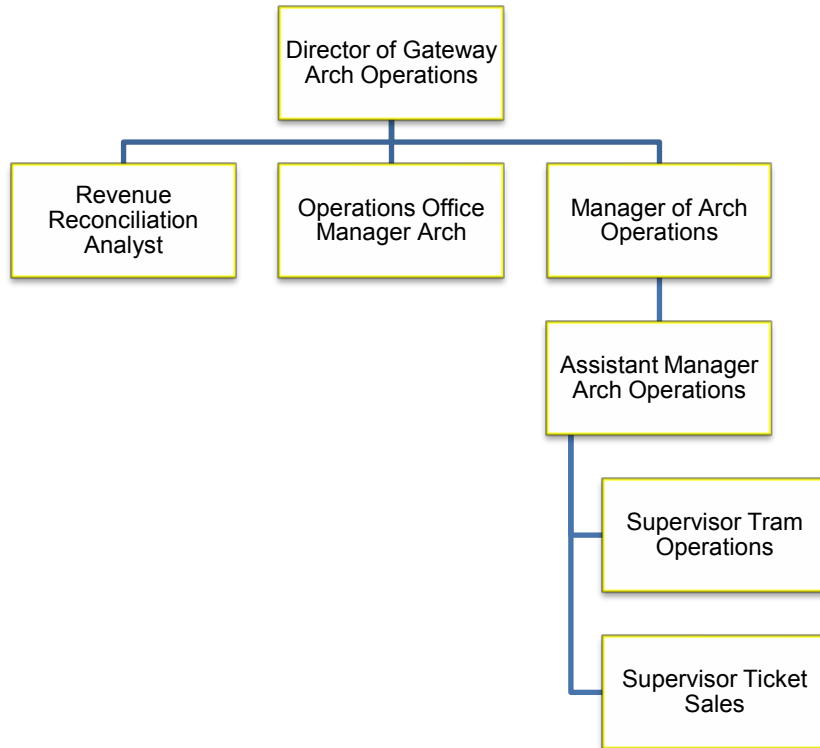 Director of Gateway
Arch Operations
Revenue
Reconciliation
Analyst
Operations Office
Manager Arch
Manager of Arch
Operations
Assistant Manager
Arch Operations
Supervisor Tram
Operations
Supervisor Ticket
Sales